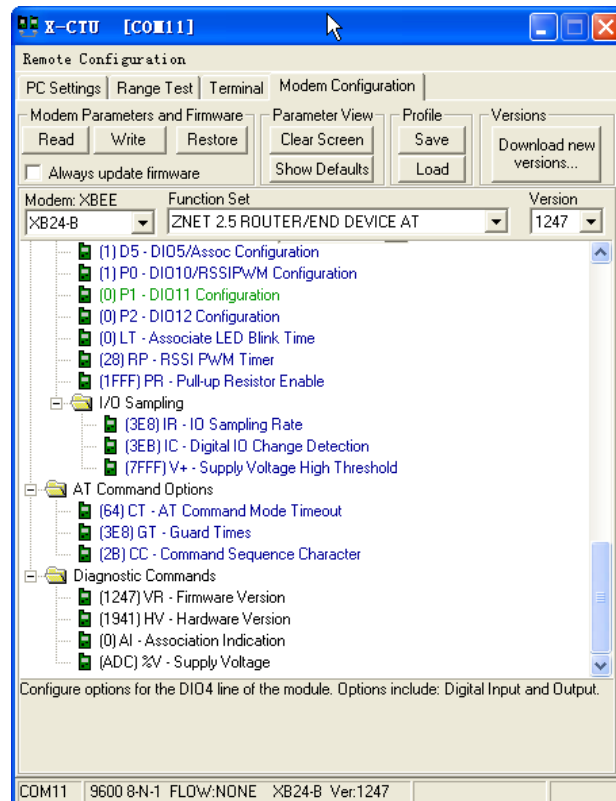 X-CTU [COM11]
Remote Configuration
PC Settings Range Test Terminal Modem Configuration
Modem Parameters and Firmware Parameter View Profile Versions
Read Write Restore Clear Screen Save Download new versions...
Always update firmware Show Defaults Load
Modem: XBEE Function Set Version
XB24-B ZNET 2.5 ROUTER/END DEVICE AT 1247
(1) D5 - DIO5/Assoc Configuration
(1) P0 - DIO10/RSSIPWM Configuration
(0) P1 - DIO11 Configuration
(0) P2 - DIO12 Configuration
(0) LT - Associate LED Blink Time
(28) RP - RSSI PWM Timer
(1FFF) PR - Pull-up Resistor Enable
I/O Sampling
(3E8) IR - IO Sampling Rate
(3EB) IC - Digital IO Change Detection
(7FFF) V+ - Supply Voltage High Threshold
AT Command Options
(64) CT - AT Command Mode Timeout
(3E8) GT - Guard Times
(2B) CC - Command Sequence Character
Diagnostic Commands
(1247) VR - Firmware Version
(1941) HV - Hardware Version
(0) AI - Association Indication
(ADC) %V - Supply Voltage
Configure options for the DIO4 line of the module. Options include: Digital Input and Output.
COM11 9600 8-N-1 FLOW:NONE XB24-B Ver:1247